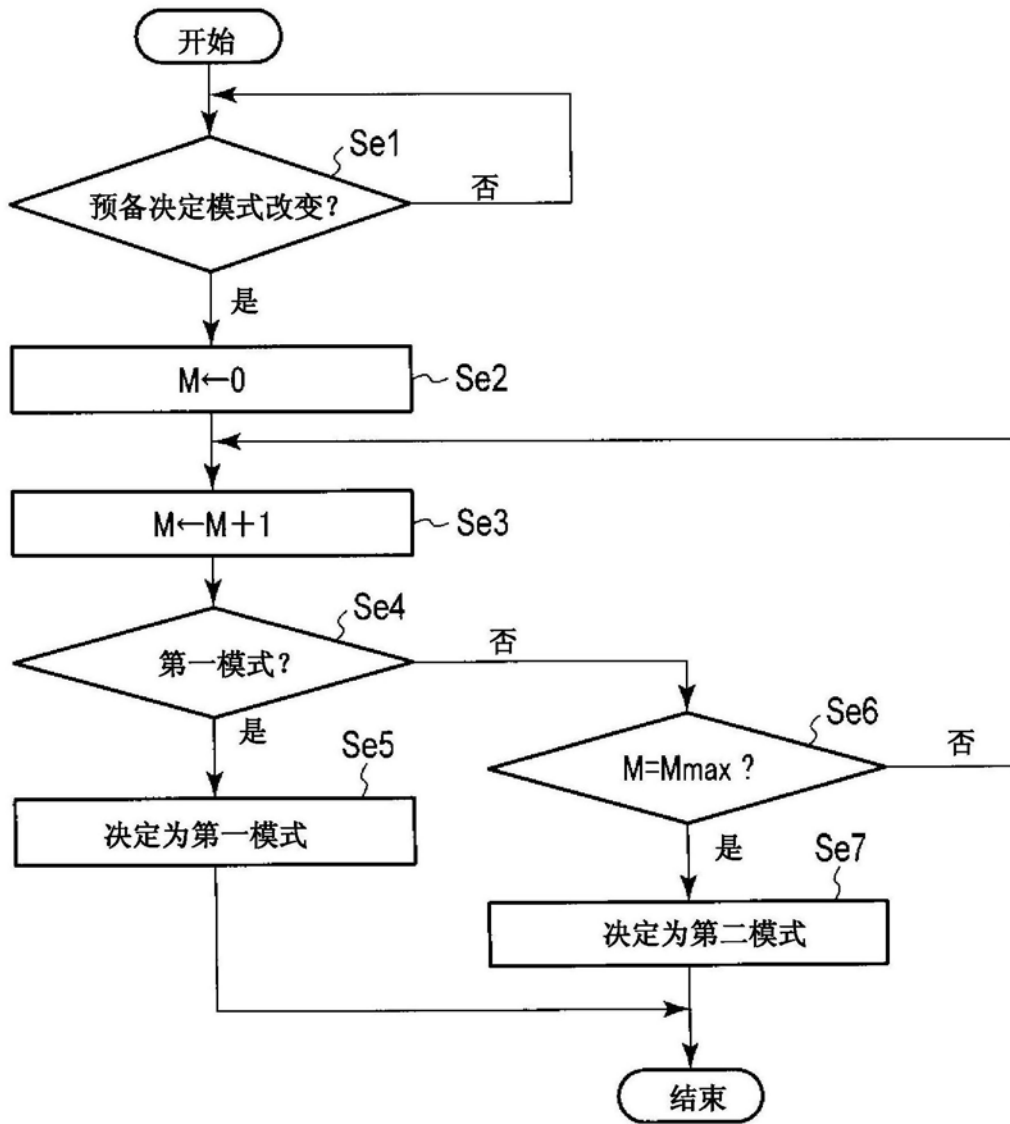 开始
Se1
预备决定模式改变？
否
是
M←0
Se2
M←M＋1
Se3
Se4
第一模式？
否
是
Se6
M=Mmax ?
否
Se5
决定为第一模式
是
Se7
决定为第二模式
结束